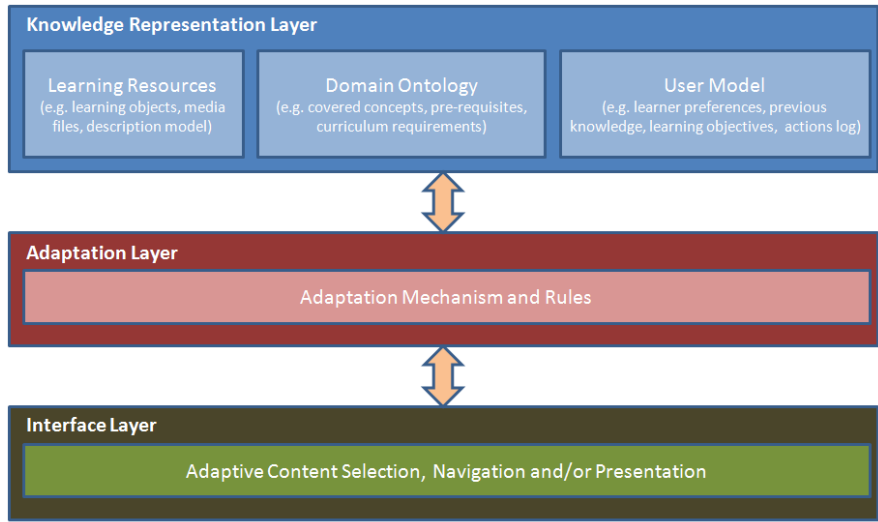 Knowledge Representation Layer
Learning Resources
(e.g. learning objects, media
files, description model)
Domain Ontology
(e.g. covered concepts, pre-requisites,
curriculum requirements)
User Model
(e.g. learner preferences, previous
knowledge, learning objectives, actions log)
Adaptation Layer
Adaptation Mechanism and Rules
Interface Layer
Adaptive Content Selection, Navigation and/or Presentation